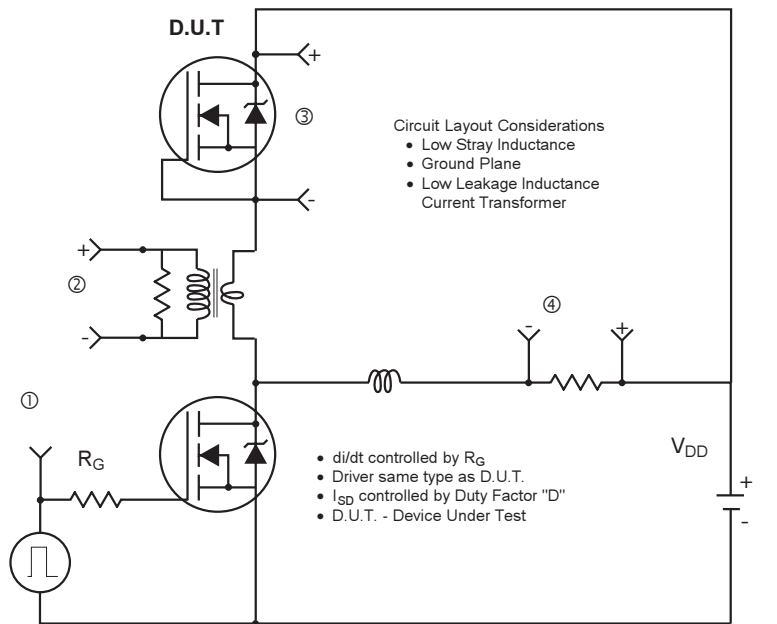 D.U.T
+
③
-
Circuit Layout Considerations
• Low Stray Inductance
• Ground Plane
• Low Leakage Inductance
Current Transformer
+
②
-
④
-
+
①
RG
• di/dt controlled by RG
• Driver same type as D.U.T.
• ISD controlled by Duty Factor "D"
• D.U.T. - Device Under Test
VDD
+
-